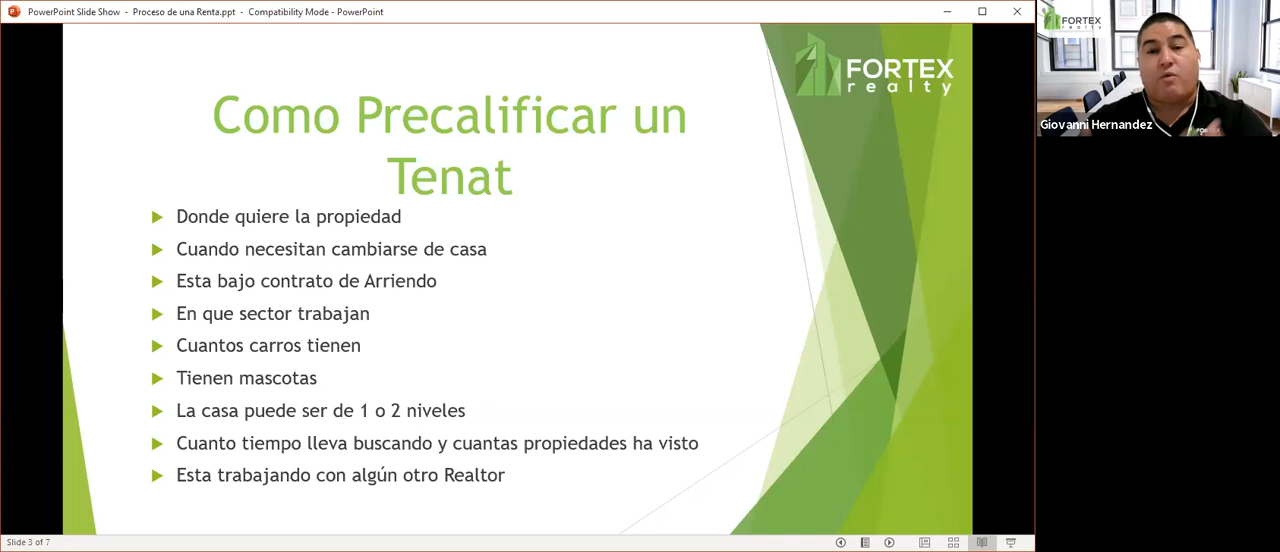 PowerPoint Slide Show - Proceso de una Renta.ppt - Compatibility Mode - PowerPoint
FORTEX
realty
Como Precalificar un
Tenat
Donde quiere la propiedad
Cuando necesitan cambiarse de casa
Esta bajo contrato de Arriendo
En que sector trabajan
Cuantos carros tienen
Tienen mascotas
La casa puede ser de 1 o 2 niveles
Cuanto tiempo lleva buscando y cuantas propiedades ha visto
Esta trabajando con algún otro Realtor
Slide 3 of 7
FORTEX
realty
Giovanni Hernandez
FORTEX